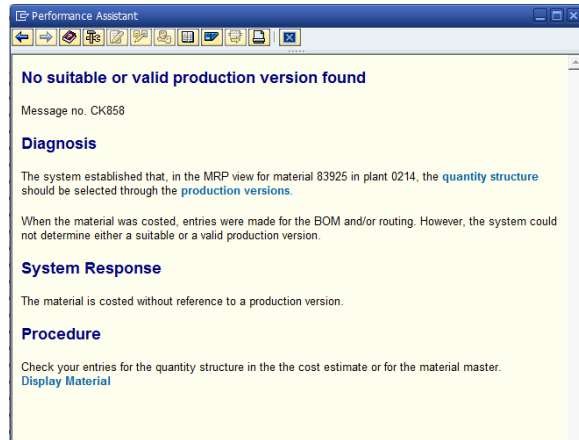 Performance Assistant
No suitable or valid production version found
Message no. CK858
Diagnosis
The system established that, in the MRP view for material 83925 in plant 0214, the quantity structure
should be selected through the production versions.
When the material was costed, entries were made for the BOM and/or routing. However, the system could
not determine either a suitable or a valid production version.
System Response
The material is costed without reference to a production version.
Procedure
Check your entries for the quantity structure in the the cost estimate or for the material master.
Display Material